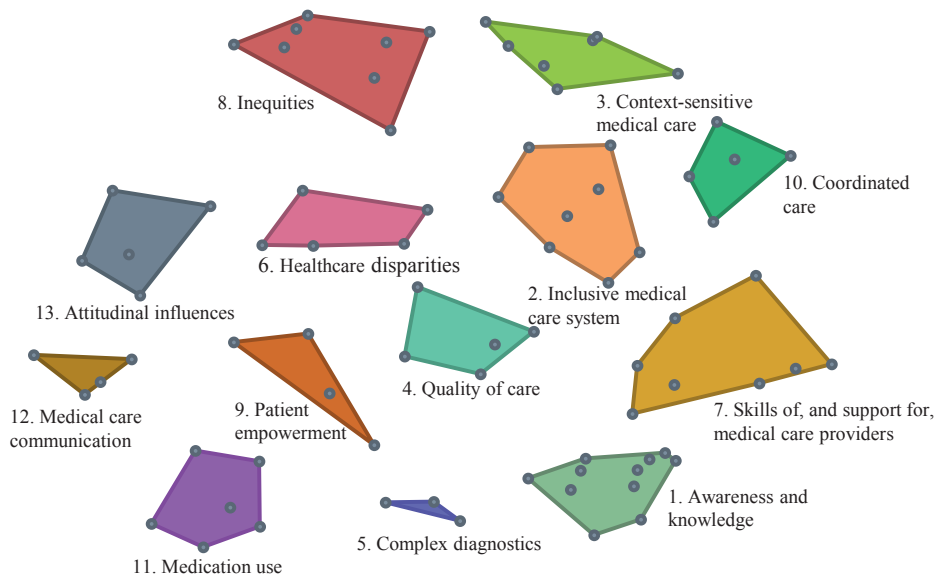 8. Inequities
3. Context-sensitive
medical care
10. Coordinated
care
6. Healthcare disparities
13. Attitudinal influences
2. Inclusive medical
care system
12. Medical care
communication
9. Patient
empowerment
4. Quality of care
7. Skills of, and support for,
medical care providers
1. Awareness and
knowledge
5. Complex diagnostics
11. Medication use